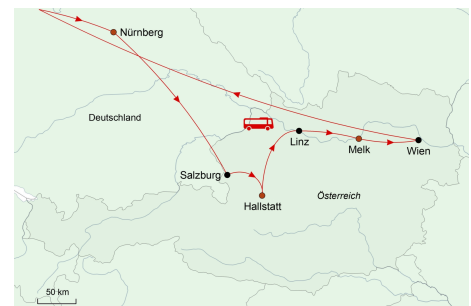 Nürnberg
Deutschland
Linz
Melk
Wien
Salzburg
Österreich
Hallstatt
50 km